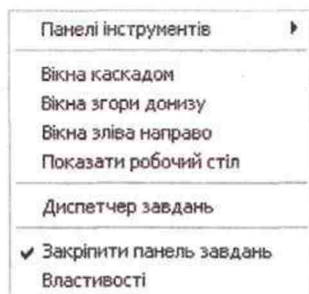 Панелі інструментів
Вікна каскадом
Вікна згори донизу
Вікна зліва направо
Показати робочий стіл
Диспетчер завдань
Закріпити панель завдань
Властивості